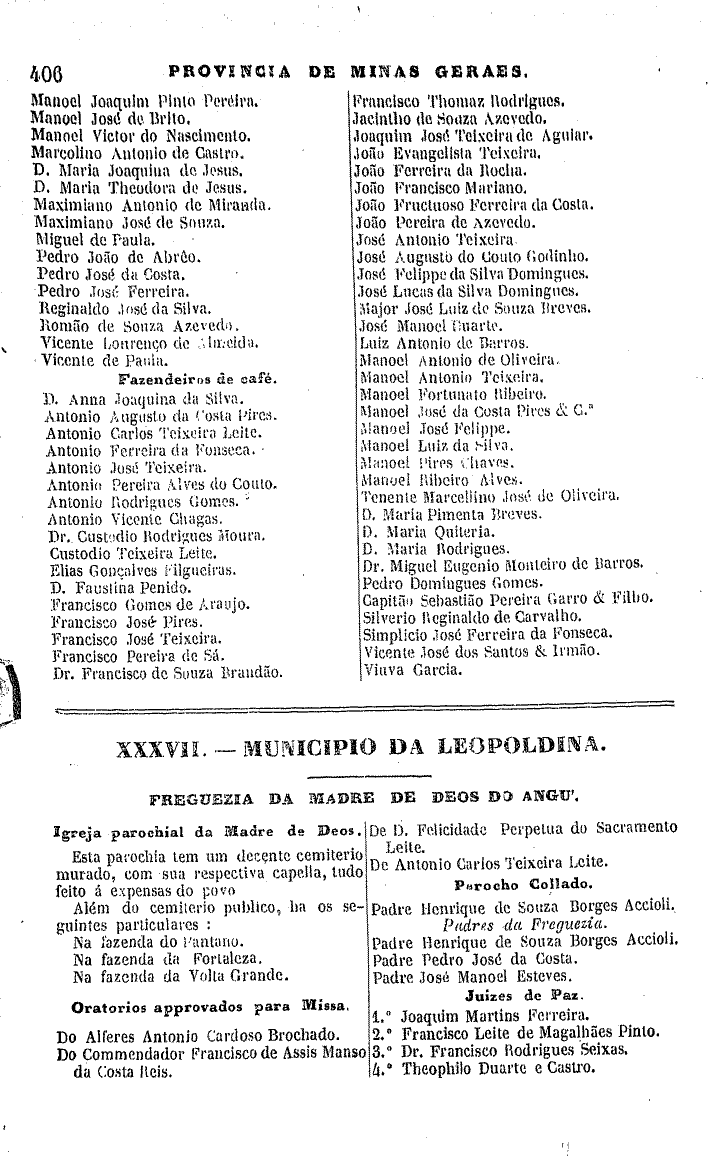 406
PROVINCIA DE MINAS GERAES.
Manoel Joaquim Pinto Pereira.
Manoel José de Brito.
Manoel Victor do Nascimento.
Marcolino Antonio de Castro.
D. Maria Joaquina de Jesus.
D. Maria Theodora de Jesus.
Maximiano Antonio de Miranda.
Maximiano José de Souza.
Miguel de Paula.
Pedro João de Abrêo.
Pedro José da Costa.
Pedro José Ferreira.
Reginaldo José da Silva.
Romão de Souza Azevedo.
Vicente Lourenço de Almeida.
Vicente de Paula.
Fazendeiros de café.
D. Anna Joaquina da Silva.
Antonio Augusto da Costa Pires.
Antonio Carlos Teixeira Leite.
Antonio Ferreira da Fonseca.
Antonio José Teixeira.
Antonio Pereira Alves do Couto.
Antonio Rodrigues Gomes.
Antonio Vicente Chagas.
Dr. Custodio Rodrigues Moura.
Custodio Teixeira Leite.
Elias Gonçalves Filgueiras.
D. Faustina Penido.
Francisco Gomes de Araujo.
Francisco José Pires.
Francisco José Teixeira.
Francisco Pereira de Sá.
Dr. Francisco de Souza Brandão.
Francisco Thomaz Rodrigues.
Jacintho de Souza Azevedo.
Joaquim José Teixeira de Aguiar.
João Evangelista Teixeira.
João Ferreira da Rocha.
João Francisco Mariano.
João Fructuoso Ferreira da Costa.
João Pereira de Azevedo.
José Antonio Teixeira
José Augusto do Couto Godinho.
José Felippe da Silva Domingues.
José Lucas da Silva Domingues.
Major José Luiz de Souza Breves.
José Manoel Duarte.
Luiz Antonio de Barros.
Manoel Antonio de Oliveira.
Manoel Antonio Teixeira.
Manoel Fortunato Ribeiro.
Manoel José da Costa Pires & C.ª
Manoel José Felippe.
Manoel Luiz da Silva.
Manoel Pires Chaves.
Manoel Ribeiro Alves.
Tenente Marcellino José de Oliveira.
D. Maria Pimenta Breves.
D. Maria Quiteria.
D. Maria Rodrigues.
Dr. Miguel Eugenio Monteiro de Barros.
Pedro Domingues Gomes.
Capitão Sebastião Pereira Garro & Filho.
Silverio Reginaldo de Carvalho.
Simplicio José Ferreira da Fonseca.
Vicente José dos Santos & Irmão.
Viuva Garcia.
XXXVII. — MUNICIPIO DA LEOPOLDINA.
FREGUEZIA DA MADRE DE DEOS DO ANGU'.
Igreja parochial da Madre de Deos.
Esta parochia tem um decente cemiterio
murado, com sua respectiva capella, tudo
feito á expensas do povo
Além do cemiterio publico, ha os se-
guintes particulares :
Na fazenda do Pantano.
Na fazenda da Fortaleza.
Na fazenda da Volta Grande.
Oratorios approvados para Missa.
Do Alferes Antonio Cardoso Brochado.
Do Commendador Francisco de Assis Manso
da Costa Reis.
De D. Felicidade Perpetua do Sacramento
Leite.
De Antonio Carlos Teixeira Leite.
Parocho Collado.
Padre Henrique de Souza Borges Accioli.
Padres da Freguezia.
Padre Henrique de Souza Borges Accioli.
Padre Pedro José da Costa.
Padre José Manoel Esteves.
Juizes de Paz.
1.º Joaquim Martins Ferreira.
2.º Francisco Leite de Magalhães Pinto.
3.º Dr. Francisco Rodrigues Seixas.
4.º Theophilo Duarte e Castro.